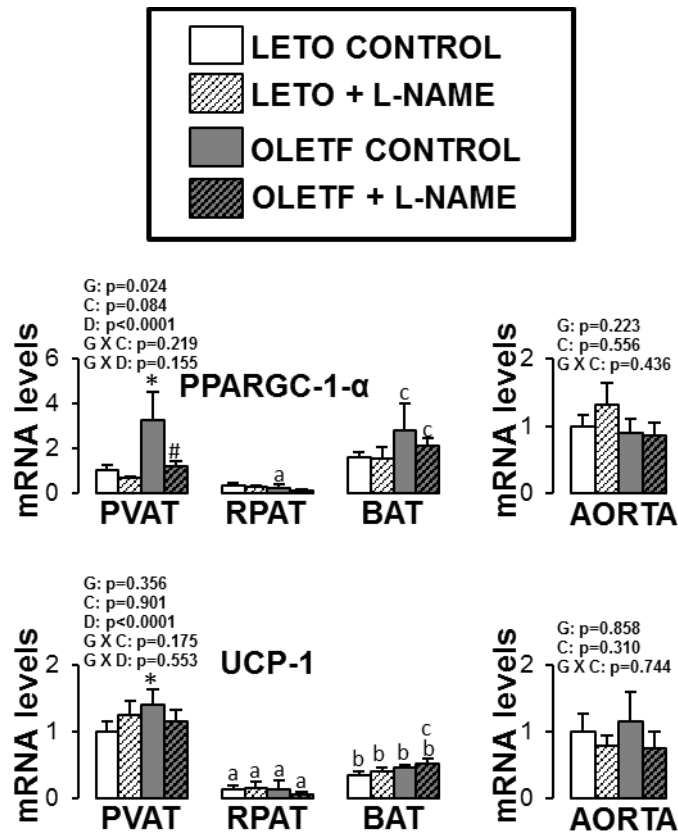 LETO CONTROL
LETO + L-NAME
OLETF CONTROL
OLETF + L-NAME
G: p=0.024
C: p=0.084
D: p<0.0001
G X C: p=0.219
G X D: p=0.155
G: p=0.223
C: p=0.556
G X C: p=0.436
PPARGC-1-α
mRNA levels
6
4
2
0
*
#
a
c
c
PVAT
RPAT
BAT
mRNA levels
2
1
0
AORTA
G: p=0.356
C: p=0.901
D: p<0.0001
G X C: p=0.175
G X D: p=0.553
G: p=0.858
C: p=0.310
G X C: p=0.744
UCP-1
mRNA levels
2
1
0
*
a a a a
b b b
c
b
PVAT
RPAT
BAT
mRNA levels
2
1
0
AORTA